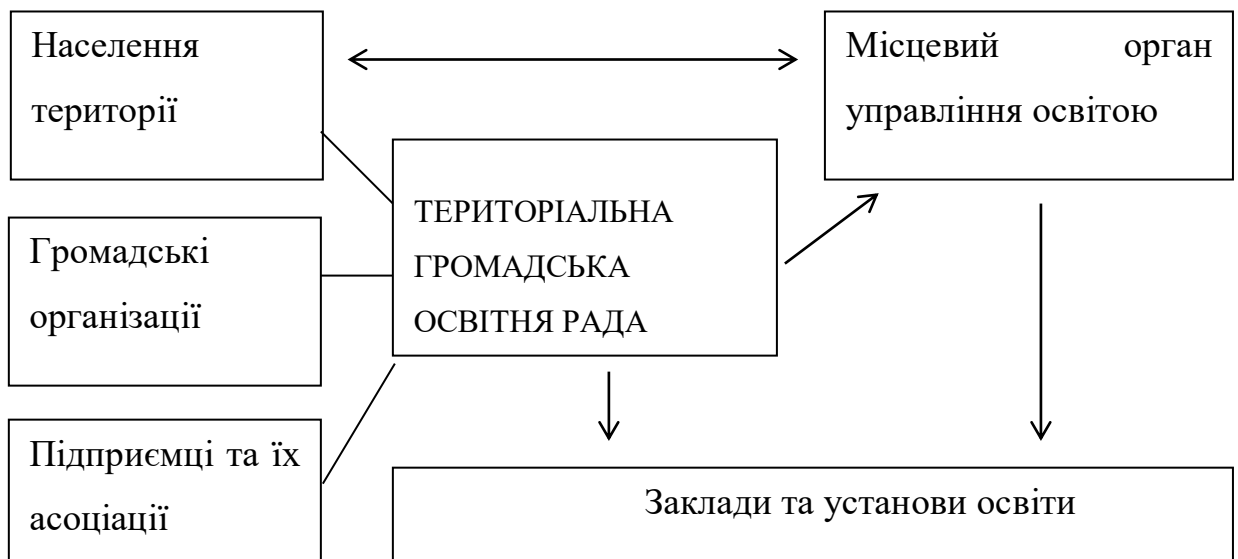 Населення
території
Місцевий орган
управління освітою
ТЕРИТОРІАЛЬНА
ГРОМАДСЬКА
ОСВІТНЯ РАДА
Громадські
організації
Підприємці та їх
асоціації
Заклади та установи освіти